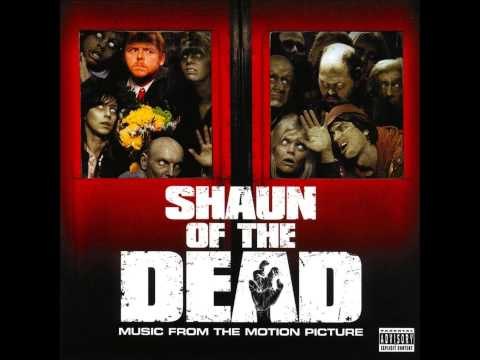 SHAUN
OF THE
DEAD
MUSIC FROM THE MOTION PICTURE
PARENTAL
ADVISORY
EXPLICIT CONTENT